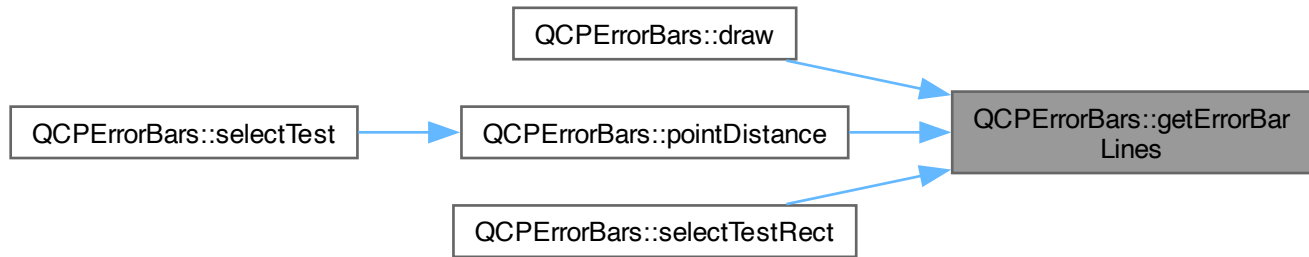 QCPErrorBars::draw
QCPErrorBars::selectTest
QCPErrorBars::pointDistance
QCPErrorBars::getErrorBar
Lines
QCPErrorBars::selectTestRect